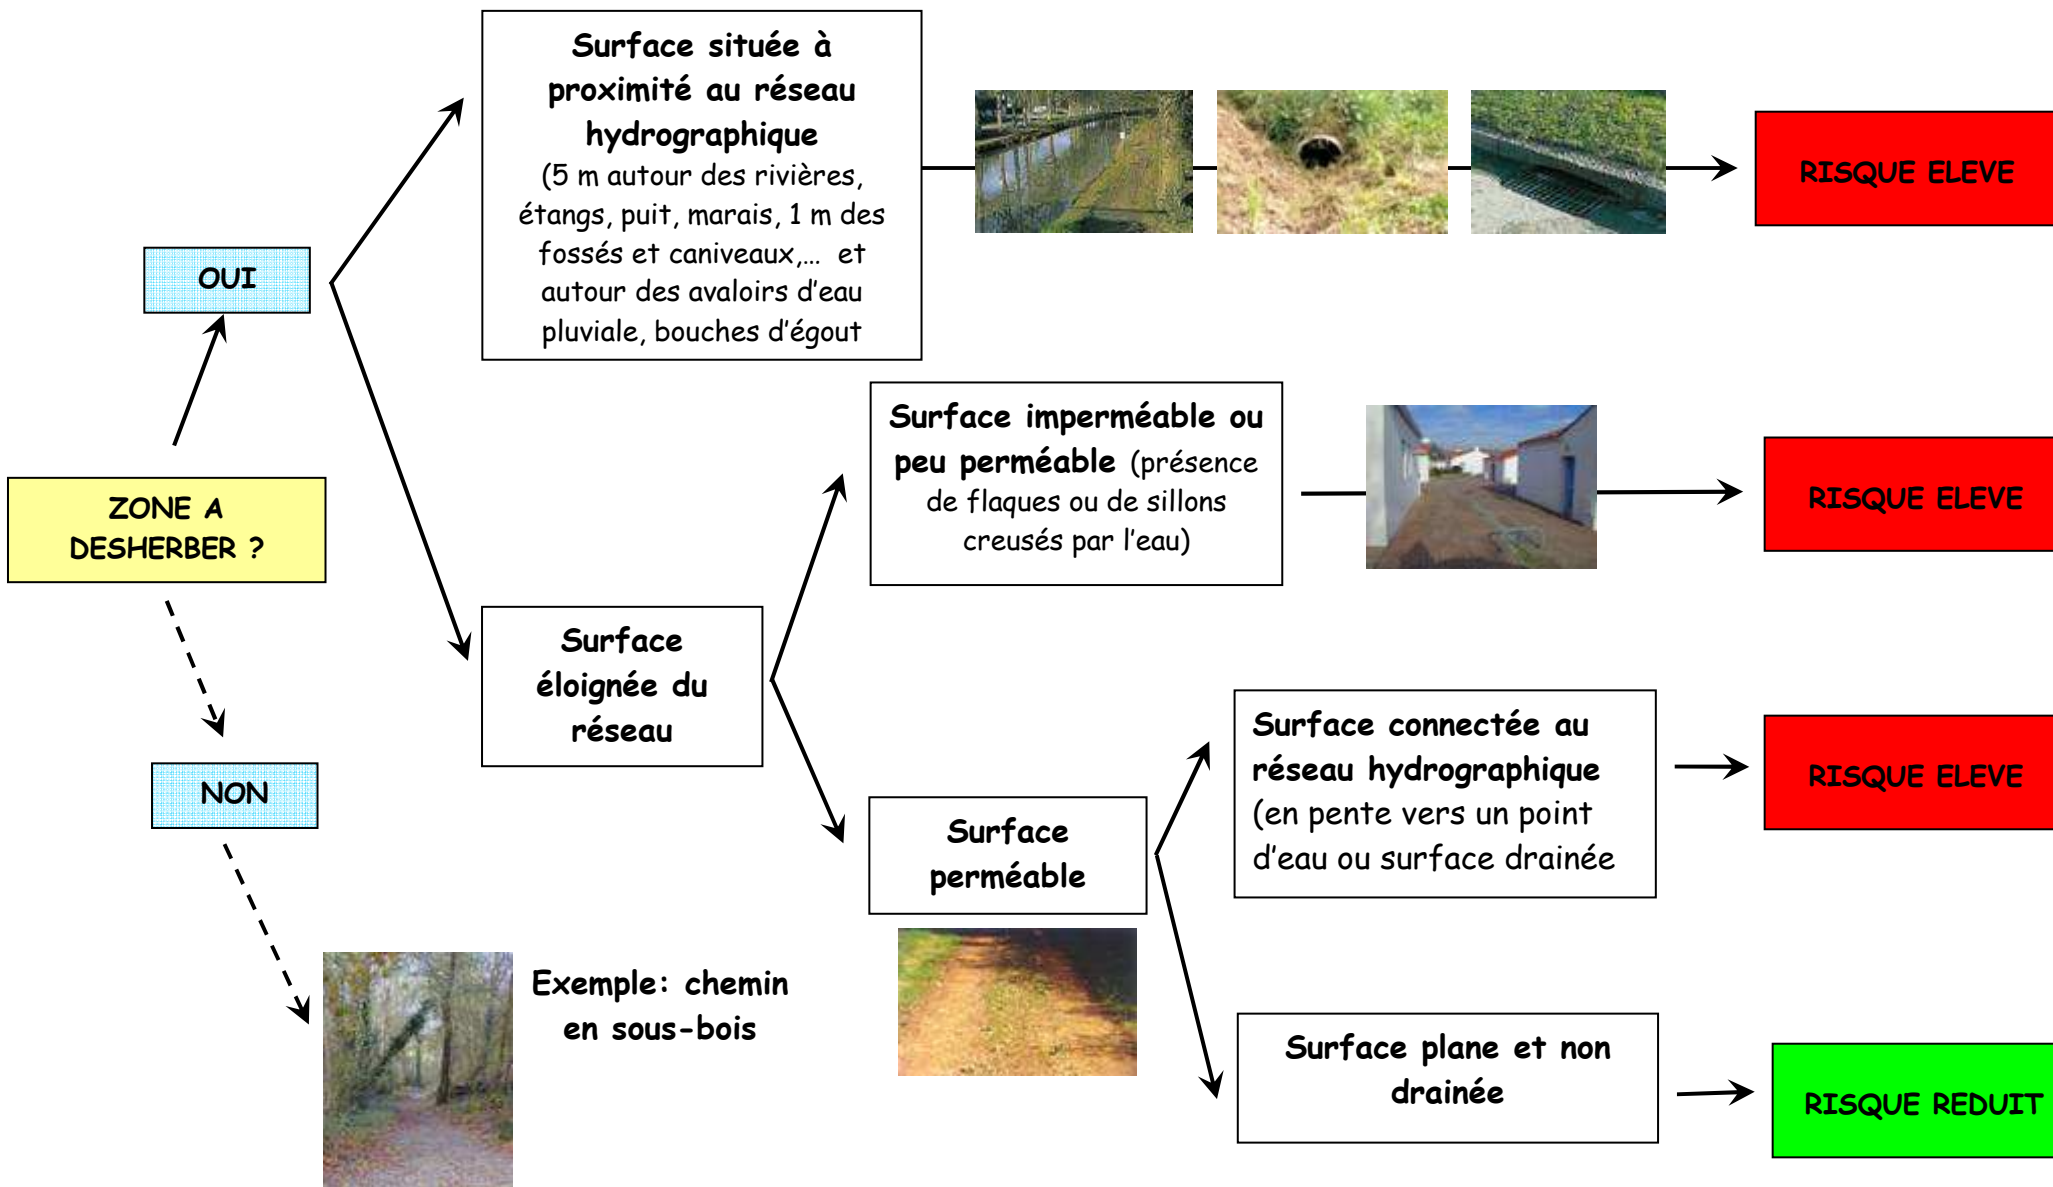 Surface située à
proximité au réseau
hydrographique
(5 m autour des rivières,
étangs, puit, marais, 1 m des
fossés et caniveaux,... et
autour des avaloirs d'eau
pluviale, bouches d'égout
RISQUE ELEVE
OUI
Surface imperméable ou
peu perméable (présence
de flaques ou de sillons
creusés par l'eau)
RISQUE ELEVE
ZONE A
DESHERBER ?
Surface
éloignée du
réseau
Surface connectée au
réseau hydrographique
(en pente vers un point
d'eau ou surface drainée
RISQUE ELEVE
NON
Surface
perméable
Exemple: chemin
en sous-bois
Surface plane et non
drainée
RISQUE REDUIT